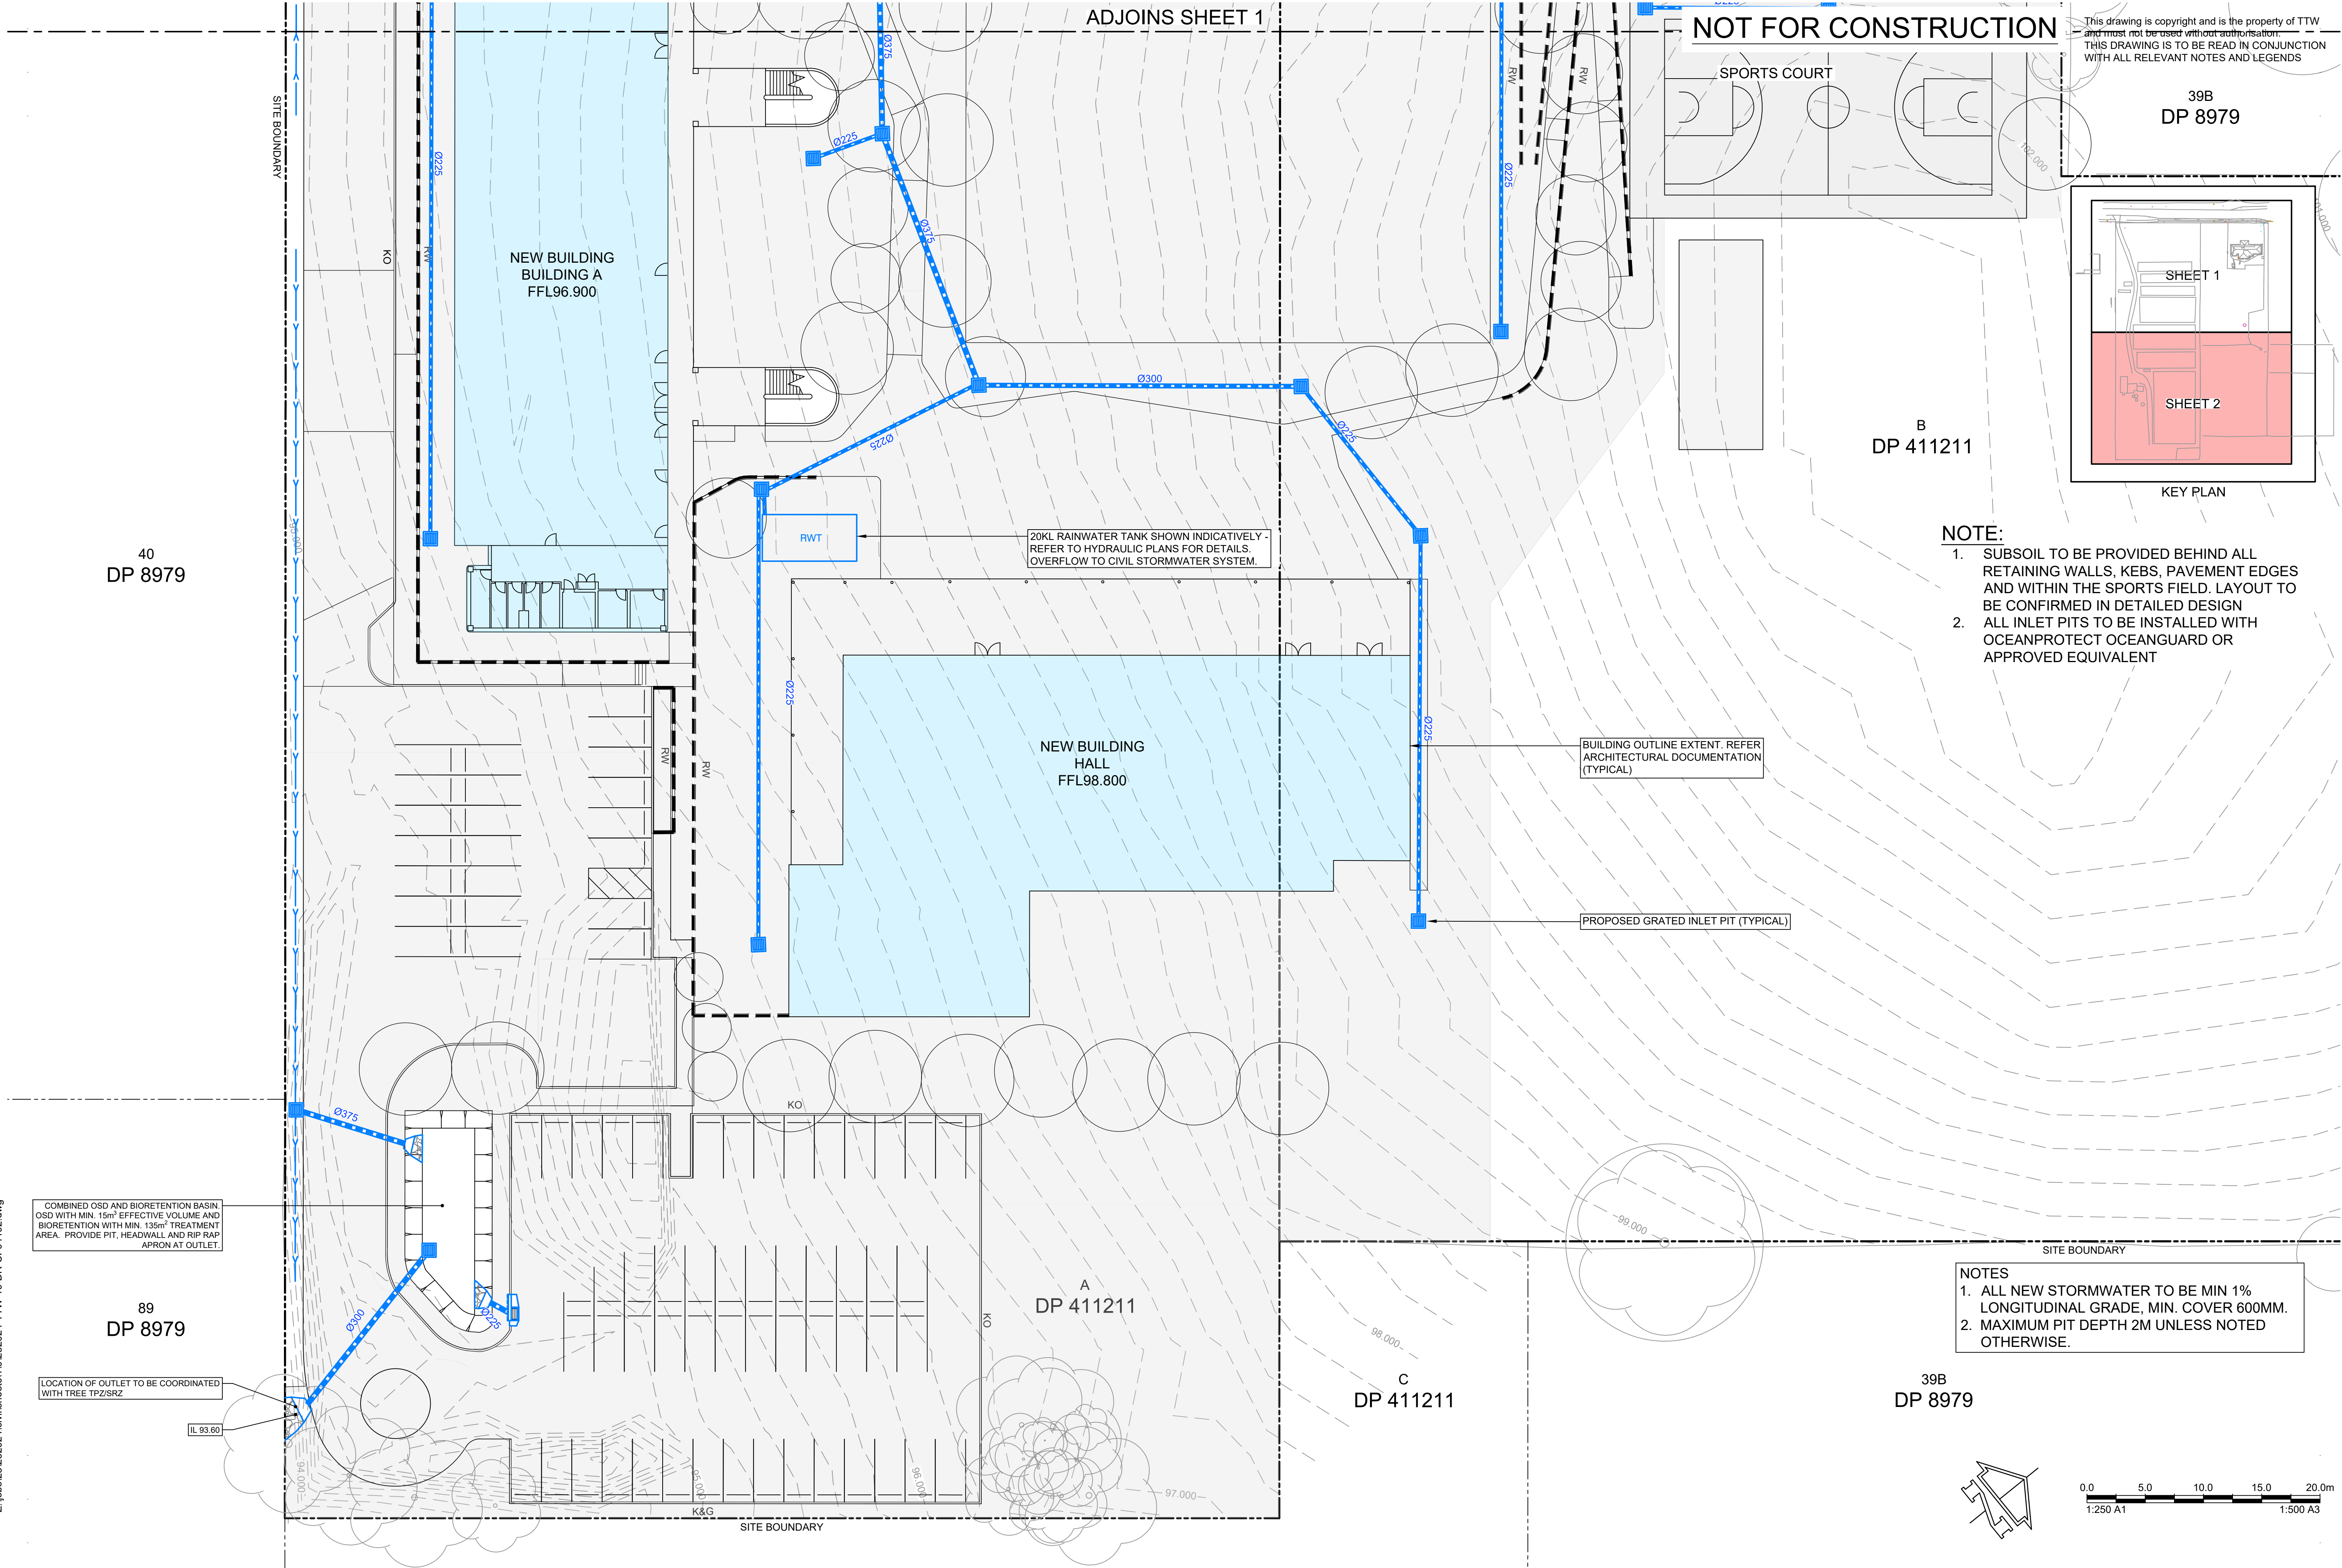 ADJOINS SHEET 1
NOT FOR CONSTRUCTION
This drawing is copyright and is the property of TTW
and must not be used without authorisation.
THIS DRAWING IS TO BE READ IN CONJUNCTION
WITH ALL RELEVANT NOTES AND LEGENDS
SPORTS COURT
39B
DP 8979
102.000
101.000
SITE BOUNDARY
KO
RW
Ø225
Ø375
Ø225
Ø375
Ø225
Ø225
RW
RW
NEW BUILDING
BUILDING A
FFL96.900
SHEET 1
SHEET 2
KEY PLAN
Ø300
Ø225
Ø225
B
DP 411211
RWT
20KL RAINWATER TANK SHOWN INDICATIVELY -
REFER TO HYDRAULIC PLANS FOR DETAILS.
OVERFLOW TO CIVIL STORMWATER SYSTEM.
NOTE:
1. SUBSOIL TO BE PROVIDED BEHIND ALL
RETAINING WALLS, KEBS, PAVEMENT EDGES
AND WITHIN THE SPORTS FIELD. LAYOUT TO
BE CONFIRMED IN DETAILED DESIGN
2. ALL INLET PITS TO BE INSTALLED WITH
OCEANPROTECT OCEANGUARD OR
APPROVED EQUIVALENT
40
DP 8979
Ø225
Ø225
RW
RW
NEW BUILDING
HALL
FFL98.800
BUILDING OUTLINE EXTENT. REFER
ARCHITECTURAL DOCUMENTATION
(TYPICAL)
PROPOSED GRATED INLET PIT (TYPICAL)
KO
Ø375
COMBINED OSD AND BIORETENTION BASIN.
OSD WITH MIN. 15m³ EFFECTIVE VOLUME AND
BIORETENTION WITH MIN. 135m² TREATMENT
AREA. PROVIDE PIT, HEADWALL AND RIP RAP
APRON AT OUTLET.
99.000
SITE BOUNDARY
NOTES
1. ALL NEW STORMWATER TO BE MIN 1%
LONGITUDINAL GRADE, MIN. COVER 600MM.
2. MAXIMUM PIT DEPTH 2M UNLESS NOTED
OTHERWISE.
89
DP 8979
Ø300
Ø225
A
DP 411211
KO
98.000
LOCATION OF OUTLET TO BE COORDINATED
WITH TREE TPZ/SRZ
IL 93.60
C
DP 411211
39B
DP 8979
94.000
95.000
96.000
97.000
K&G
SITE BOUNDARY
0.0 5.0 10.0 15.0 20.0m
1:250 A1 1:500 A3